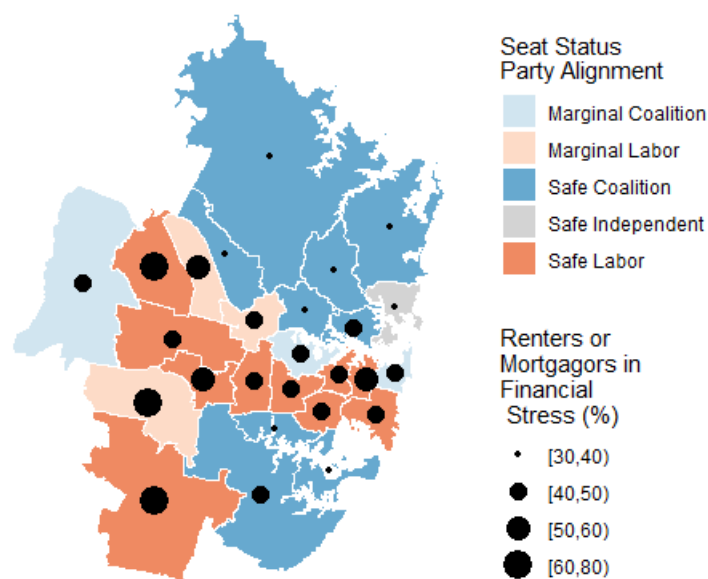 Seat Status
Party Alignment
Marginal Coalition
Marginal Labor
Safe Coalition
Safe Independent
Safe Labor
Renters or
Mortgagors in
Financial
Stress (%)
[30,40)
[40,50)
[50,60)
[60,80)